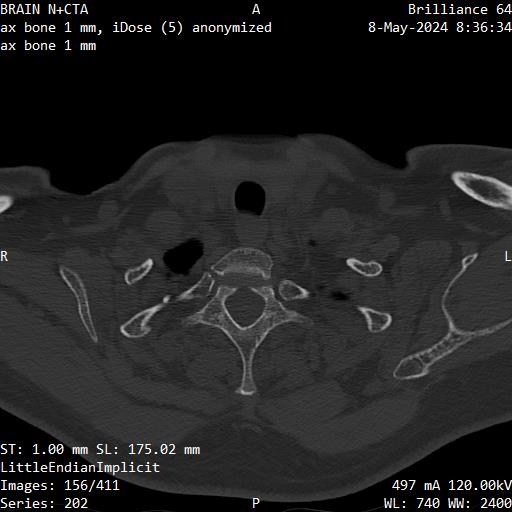 BRAIN N+CTA
ax bone 1 mm, iDose (5) anonymized
ax bone 1 mm
A
Brilliance 64
8-May-2024 8:36:34
R
L
ST: 1.00 mm SL: 175.02 mm
LittleEndianImplicit
Images: 156/411
Series: 202
P
497 mA 120.00kV
WL: 740 WW: 2400